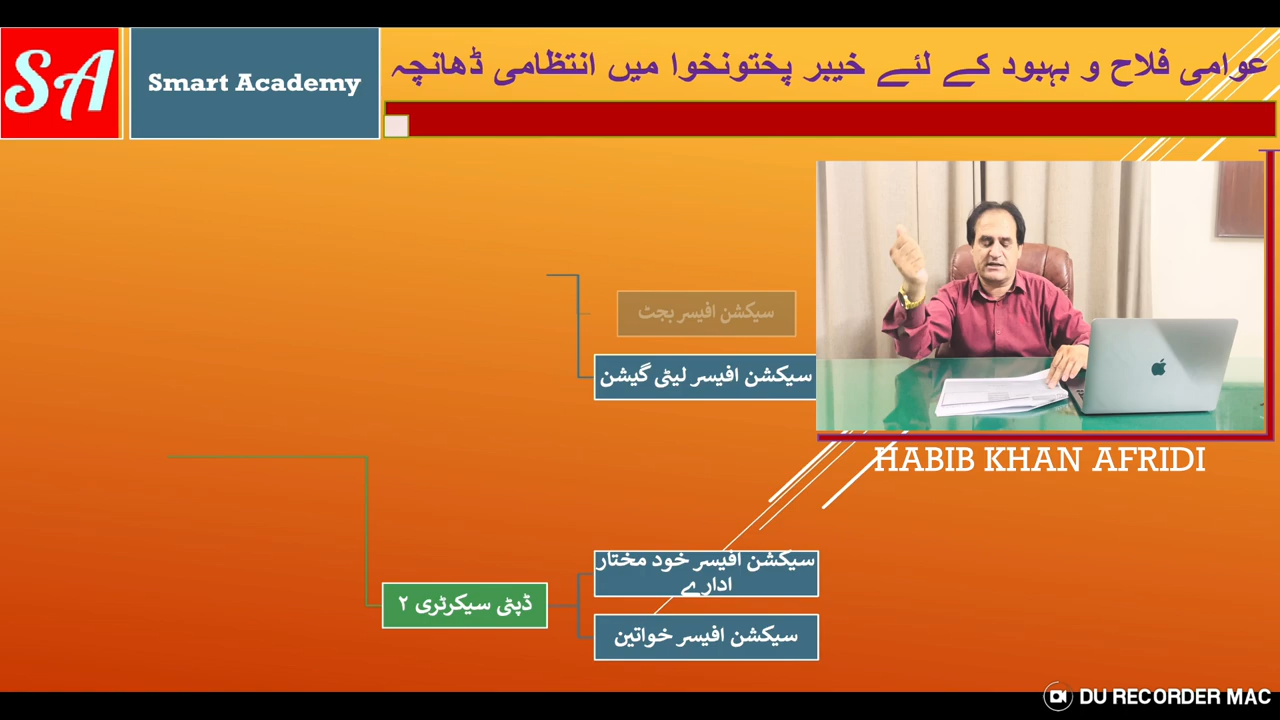 SA
Smart Academy
عوامی فلاح و بہبود کے لئے خیبر پختونخوا میں انتظامی ڈھانچہ
سیکشن افیسر بجٹ
سیکشن افیسر لیٹی گیشن
HABIB KHAN AFRIDI
سیکشن افیسر خود مختار
ادارے
ڈپٹی سیکرٹری ۲
سیکشن افیسر خواتین
DU RECORDER MAC